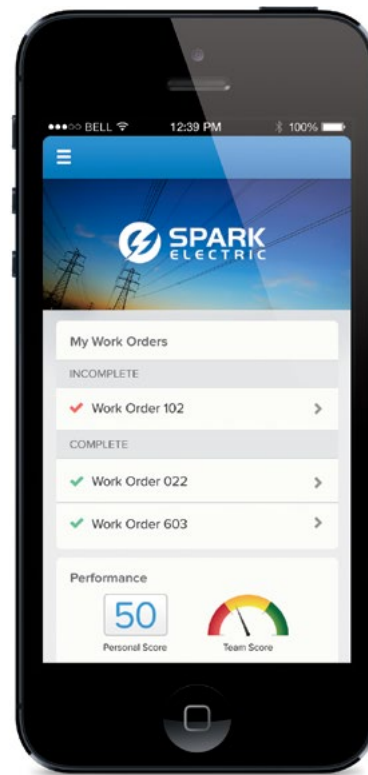 BELL 12:39 PM 100%
SPARK
ELECTRIC
My Work Orders
INCOMPLETE
Work Order 102
COMPLETE
Work Order 022
Work Order 603
Performance
50
Personal Score
Team Score